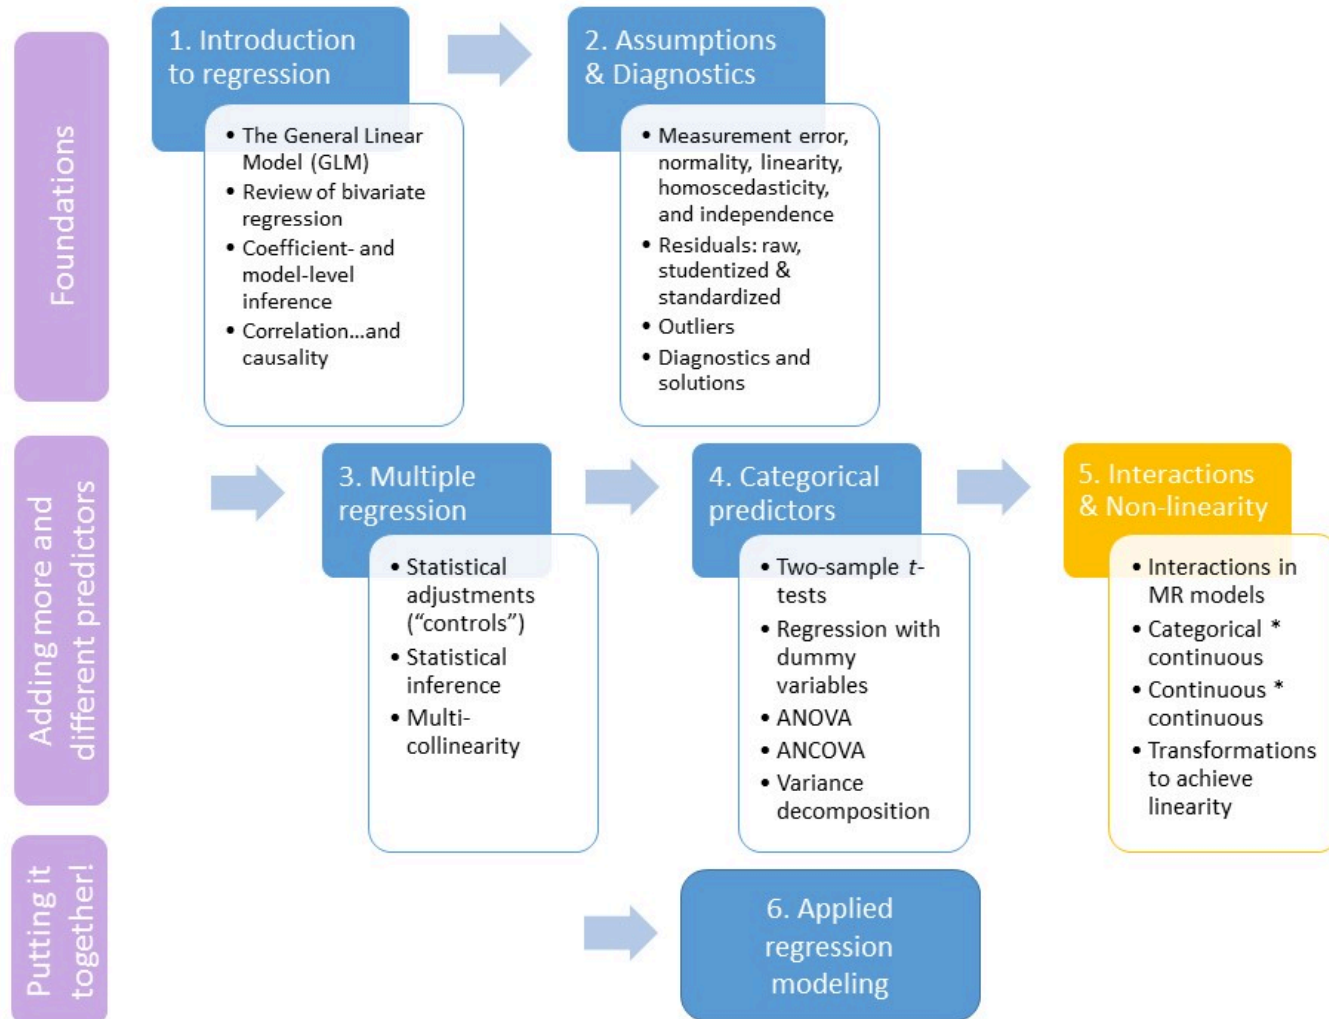 Foundations
1. Introduction
to regression
• The General Linear
Model (GLM)
• Review of bivariate
regression
• Coefficient- and
model-level
inference
• Correlation...and
causality
2. Assumptions
& Diagnostics
• Measurement error,
normality, linearity,
homoscedasticity,
and independence
• Residuals: raw,
studentized &
standardized
• Outliers
• Diagnostics and
solutions
Adding more and
different predictors
3. Multiple
regression
• Statistical
adjustments
(“controls”)
• Statistical
inference
• Multi-
collinearity
4. Categorical
predictors
• Two-sample t-
tests
• Regression with
dummy
variables
• ANOVA
• ANCOVA
• Variance
decomposition
5. Interactions
& Non-linearity
• Interactions in
MR models
• Categorical *
continuous
• Continuous *
continuous
• Transformations
to achieve
linearity
Putting it
together!
6. Applied
regression
modeling